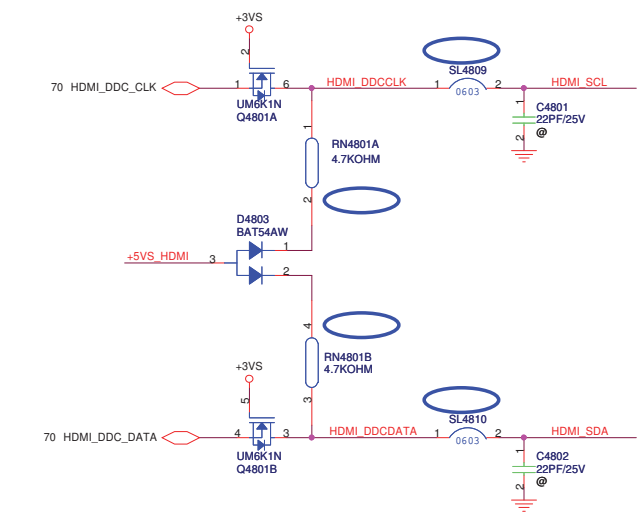 +3VS
2
70 HDMI_DDC_CLK
1
6
HDMI_DDCCLK
1
SL4809
0603
2
HDMI_SCL
UM6K1N
Q4801A
1
C4801
22PF/25V
@
2
1
RN4801A
4.7KOHM
2
D4803
BAT54AW
+5VS_HDMI
3
1
2
4
RN4801B
4.7KOHM
3
+3VS
5
70 HDMI_DDC_DATA
4
3
HDMI_DDCDATA
1
SL4810
0603
2
HDMI_SDA
UM6K1N
Q4801B
1
C4802
22PF/25V
@
2